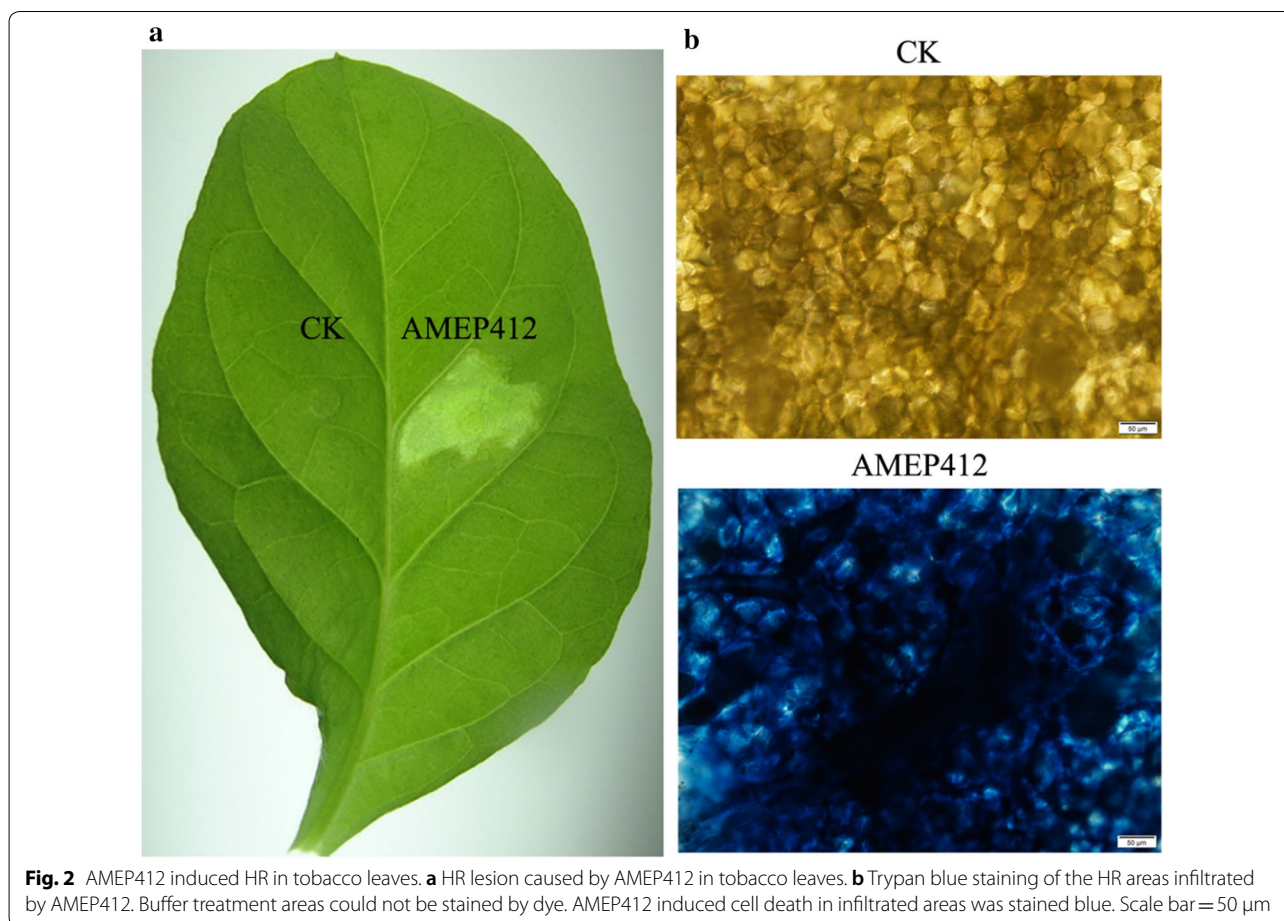 a
b
CK
CK AMEP412
50 µm
AMEP412
50 µm
Fig. 2 AMEP412 induced HR in tobacco leaves. a HR lesion caused by AMEP412 in tobacco leaves. b Trypan blue staining of the HR areas infiltrated
by AMEP412. Buffer treatment areas could not be stained by dye. AMEP412 induced cell death in infiltrated areas was stained blue. Scale bar = 50 µm